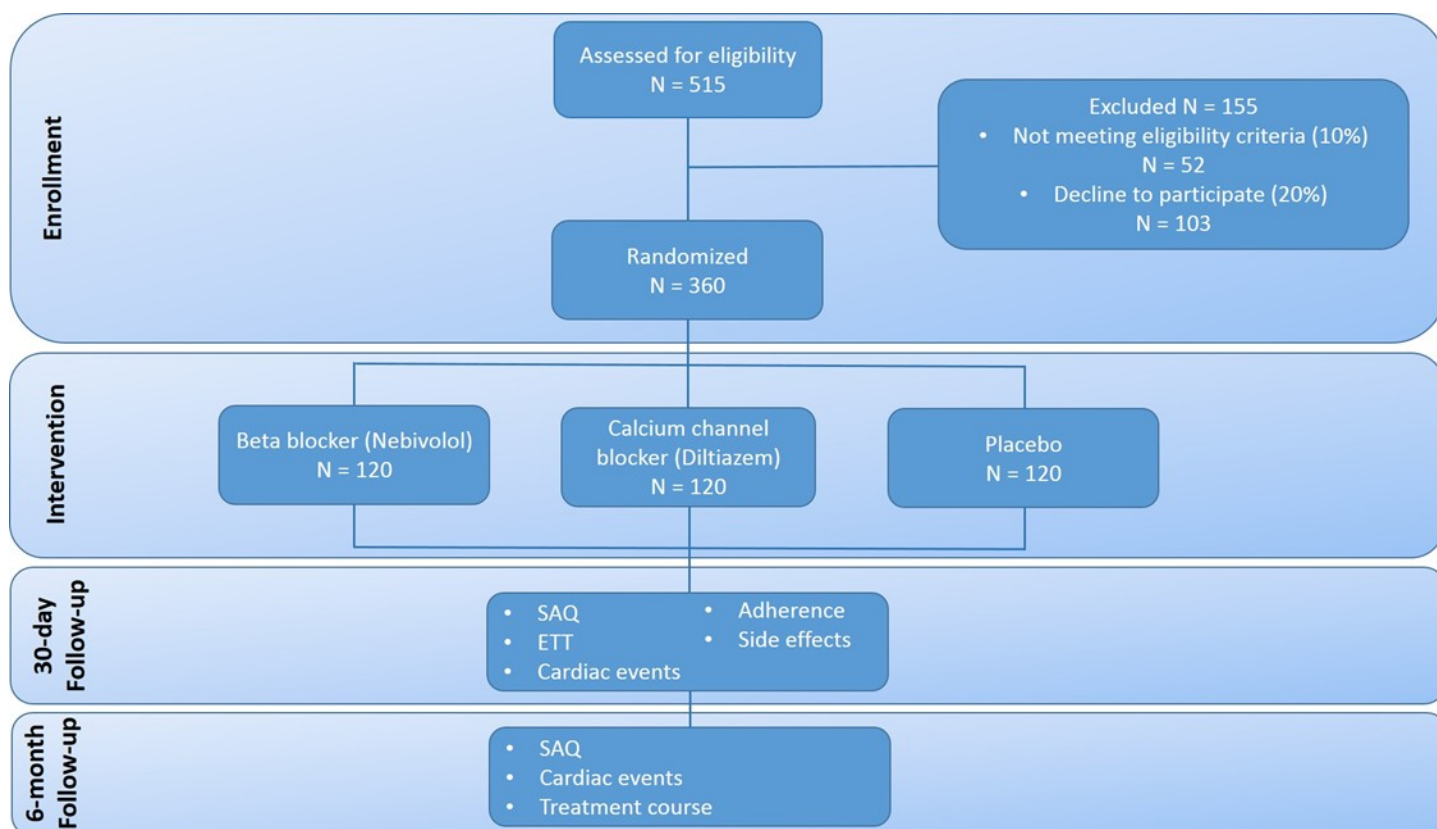 Enrollment
Assessed for eligibility
N = 515
Excluded N = 155
• Not meeting eligibility criteria (10%)
N = 52
• Decline to participate (20%)
N = 103
Randomized
N = 360
Intervention
Beta blocker (Nebivolol)
N = 120
Calcium channel
blocker (Diltiazem)
N = 120
Placebo
N = 120
30-day
Follow-up
• SAQ
• ETT
• Cardiac events
• Adherence
• Side effects
6-month
Follow-up
• SAQ
• Cardiac events
• Treatment course